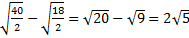 √(40/2) − √(18/2) = √20 − √9 = 2√5